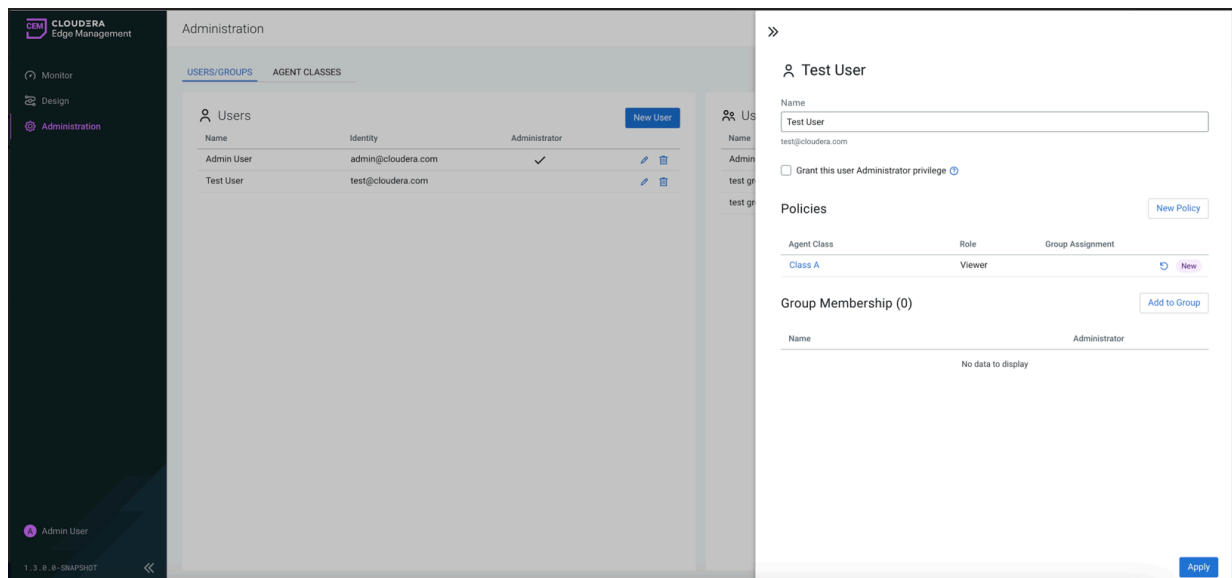 CEM CLOUDERA
Edge Management
Monitor
Design
Administration
Admin User
1.3.0.0-SNAPSHOT
Administration
USERS/GROUPS AGENT CLASSES
Users New User
Name Identity Administrator
Admin User admin@cloudera.com
Test User test@cloudera.com
Us
Name
Admin
test gr
test gr
Test User
Name
Test User
test@cloudera.com
Grant this user Administrator privilege
Policies New Policy
Agent Class Role Group Assignment
Class A Viewer New
Group Membership (0) Add to Group
Name Administrator
No data to display
Apply